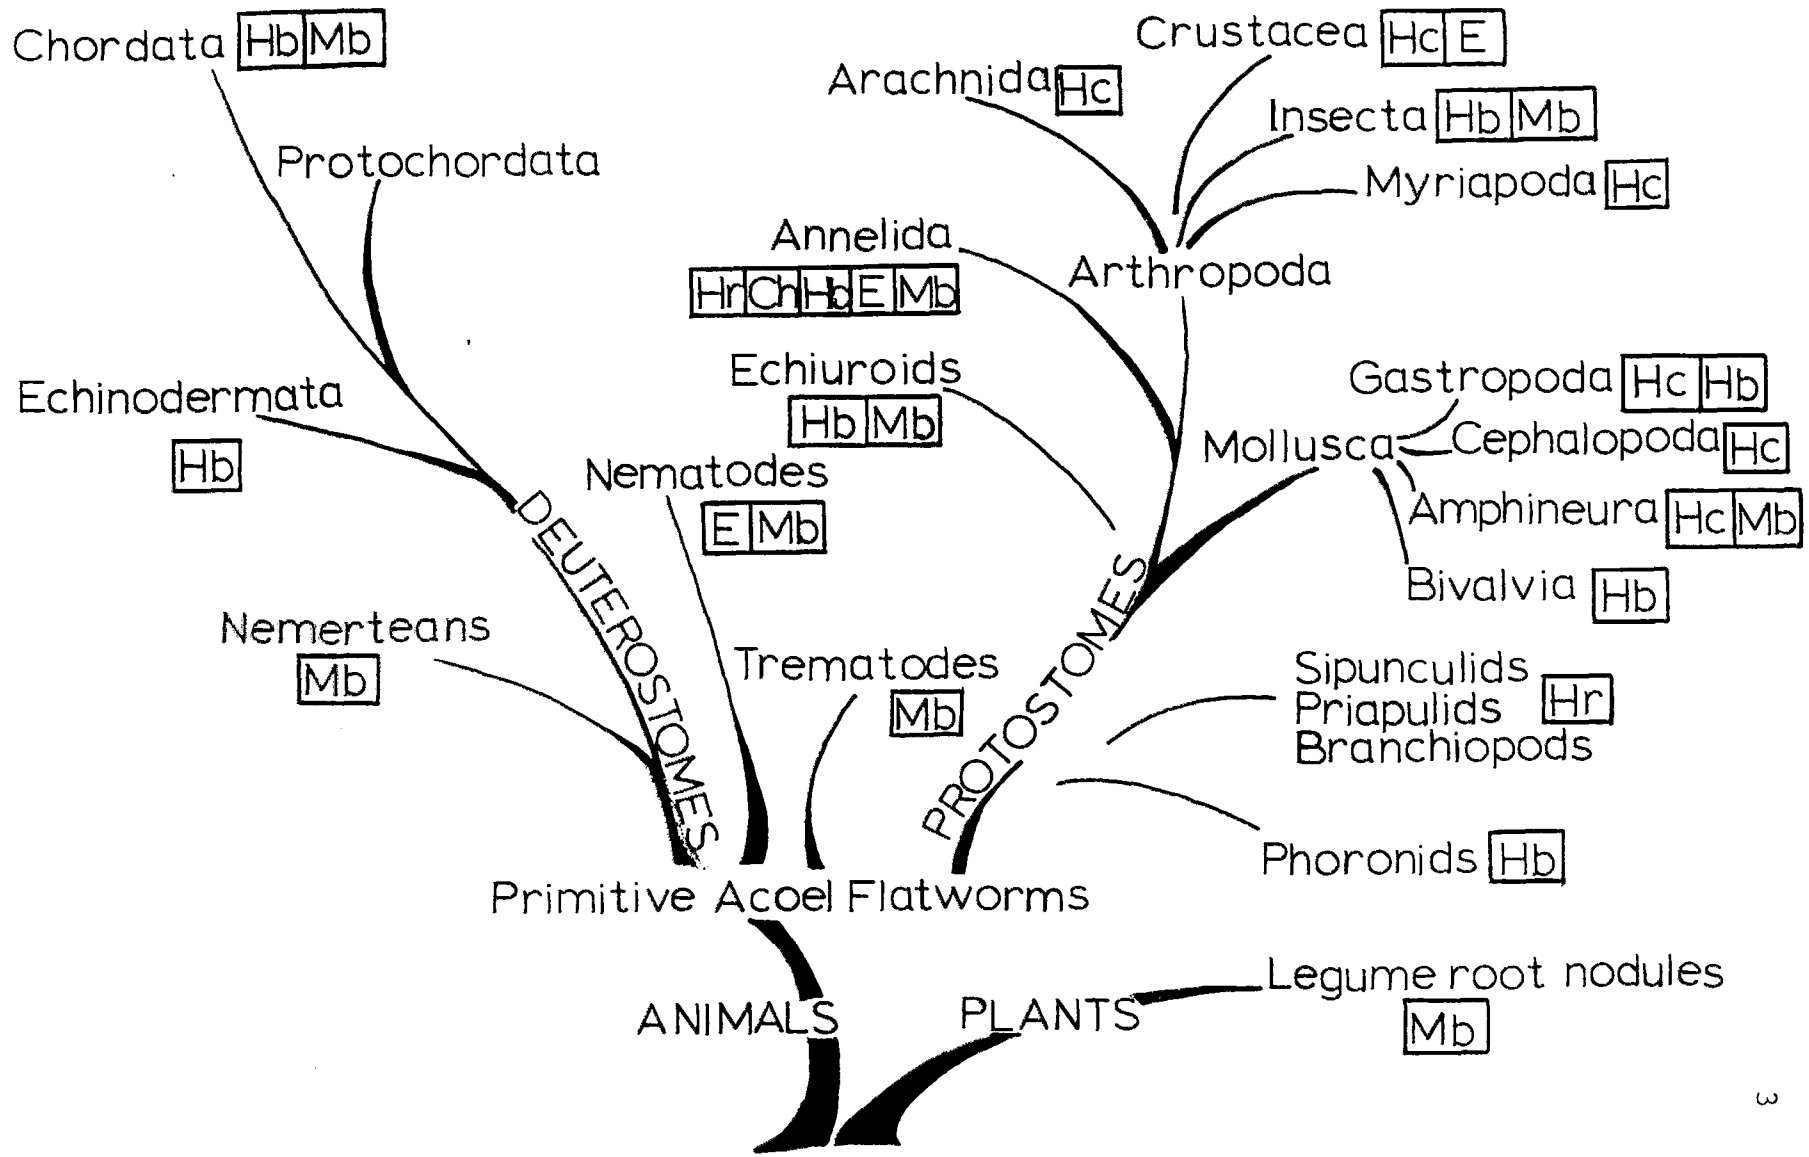 Chordata Hb Mb
Protochordata
Echinodermata
Hb
DEUTEROSTOMES
Nemerteans
Mb
Nematodes
E Mb
Trematodes
Mb
Arachnida Hc
Crustacea Hc E
Insecta Hb Mb
Myriapoda Hc
Arthropoda
Annelida
Hr Ch Hb E Mb
Echiuroids
Hb Mb
Gastropoda Hc Hb
Mollusca
Cephalopoda Hc
Amphineura Hc Mb
Bivalvia Hb
PROTOSTOMES
Sipunculids
Priapulids Hr
Branchiopods
Phoronids Hb
Primitive Acoel Flatworms
ANIMALS
PLANTS
Legume root nodules
Mb
3